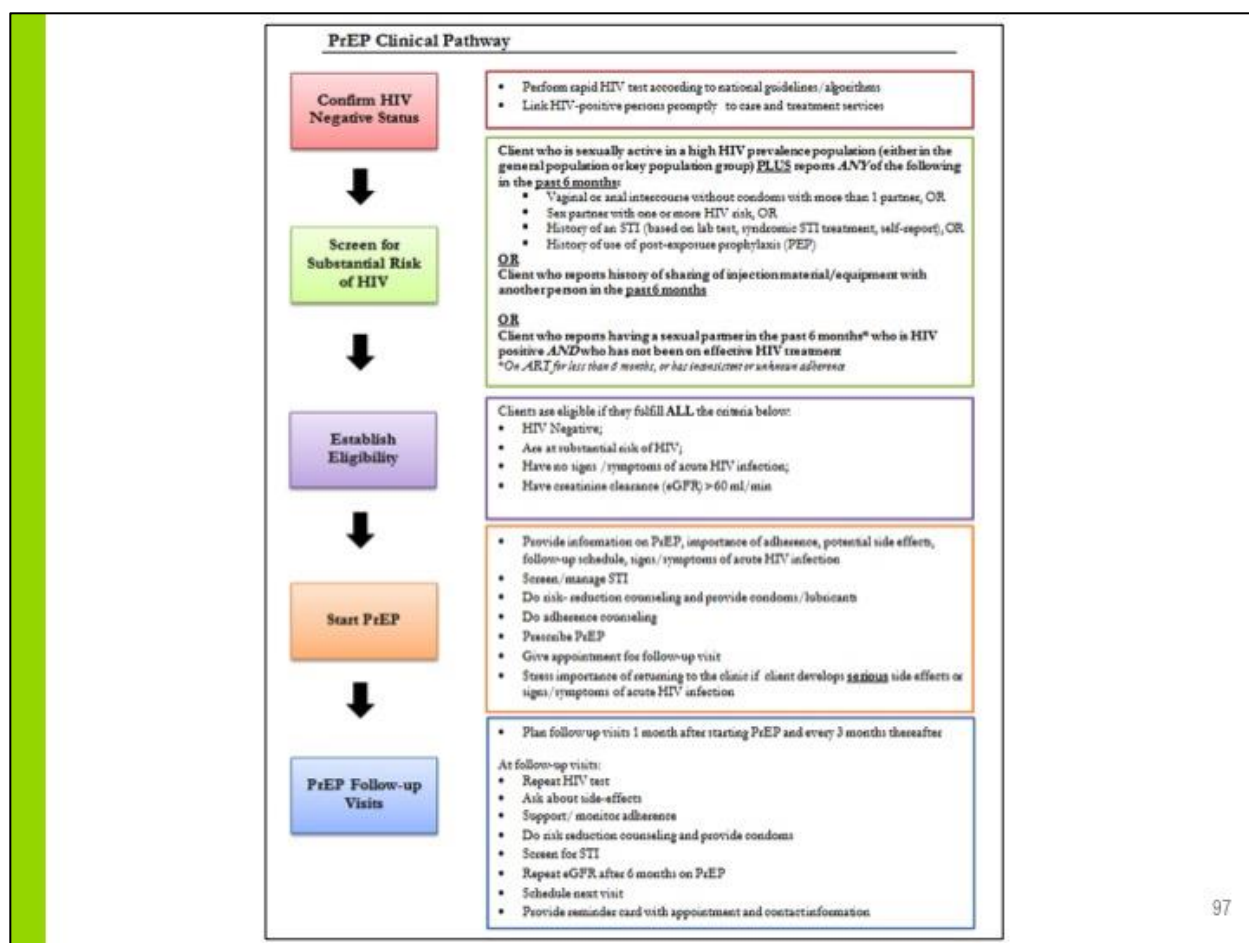 PrEP Clinical Pathway
Confirm HIV
Negative Status
• Perform rapid HIV test according to national guidelines/algorithms
• Link HIV-positive persons promptly to care and treatment services
Screen for
Substantial Risk
of HIV
Client who is sexually active in a high HIV prevalence population (either in the
general population or key population group) PLUS reports ANY of the following
in the past 6 months:
▪ Vaginal or anal intercourse without condoms with more than 1 partner, OR
▪ Sex partner with one or more HIV risk, OR
▪ History of an STI (based on lab test, syndromic STI treatment, self-report), OR
▪ History of use of post-exposure prophylaxis (PEP)
OR
Client who reports history of sharing of injection material/equipment with
another person in the past 6 months
OR
Client who reports having a sexual partner in the past 6 months* who is HIV
positive AND who has not been on effective HIV treatment
*On ART for less than 6 months, or has inconsistent or unknown adherence
Establish
Eligibility
Clients are eligible if they fulfill ALL the criteria below:
• HIV Negative;
• Are at substantial risk of HIV;
• Have no signs /symptoms of acute HIV infection;
• Have creatinine clearance (eGFR) >60 ml/min
Start PrEP
• Provide information on PrEP, importance of adherence, potential side effects,
follow-up schedule, signs/symptoms of acute HIV infection
• Screen/manage STI
• Do risk- reduction counseling and provide condoms/lubricants
• Do adherence counseling
• Prescribe PrEP
• Give appointment for follow-up visit
• Stress importance of returning to the clinic if client develops serious side effects or
signs/symptoms of acute HIV infection
PrEP Follow-up
Visits
• Plan follow up visits 1 month after starting PrEP and every 3 months thereafter
At follow-up visits:
• Repeat HIV test
• Ask about side-effects
• Support/ monitor adherence
• Do risk reduction counseling and provide condoms
• Screen for STI
• Repeat eGFR after 6 months on PrEP
• Schedule next visit
• Provide reminder card with appointment and contact information
97